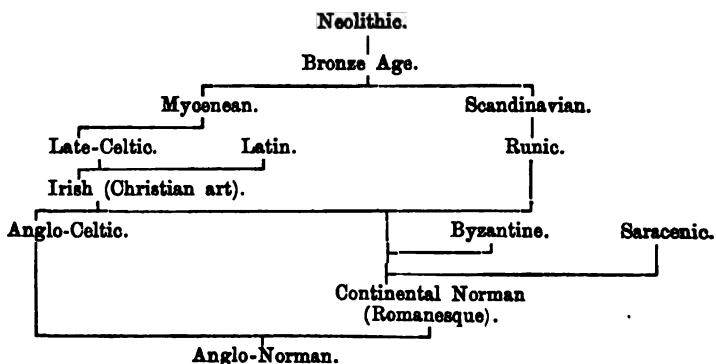 Neolithic.
Bronze Age.
Mycenean. Scandinavian.
Late-Celtic. Latin. Runic.
Irish (Christian art).
Anglo-Celtic. Byzantine. Saracenic.
Continental Norman
(Romanesque).
Anglo-Norman.